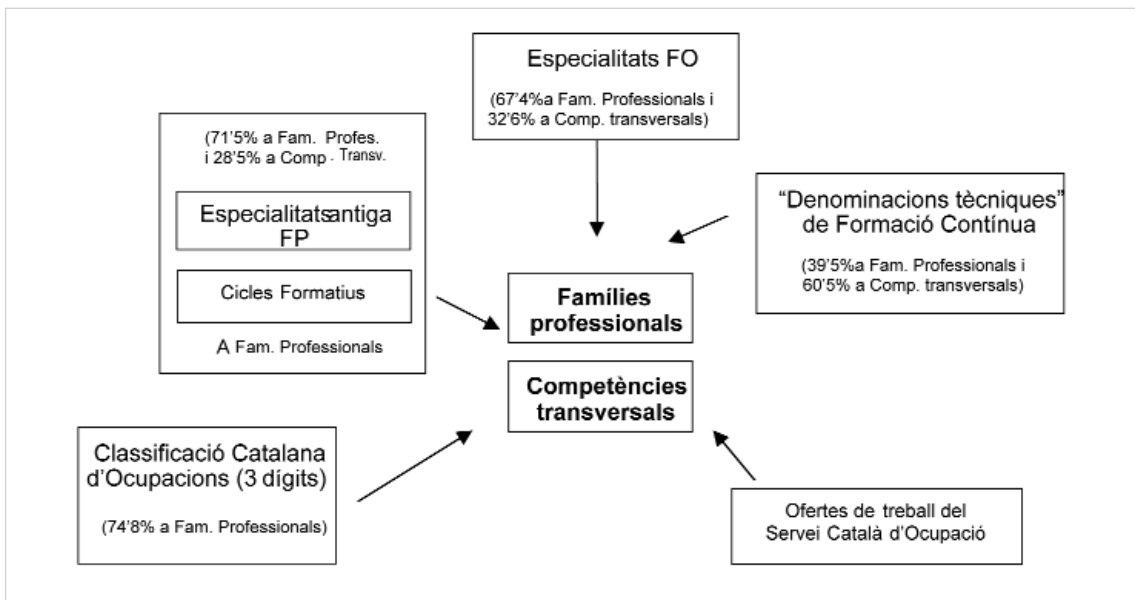 Especialitats FO
(67'4%a Fam. Professionals i
32'6% a Comp. transversals)
(71'5% a Fam. Profes.
i 28'5% a Comp. Transv.
Especialitatsantiga
FP
Cicles Formatius
A Fam. Professionals
"Denominacions tècniques"
de Formació Contínua
(39'5%a Fam. Professionals i
60'5% a Comp. transversals)
Famílies
professionals
Competències
transversals
Classificació Catalana
d'Ocupacions (3 dígits)
(74'8% a Fam. Professionals)
Ofertes de treball del
Servei Català d'Ocupació